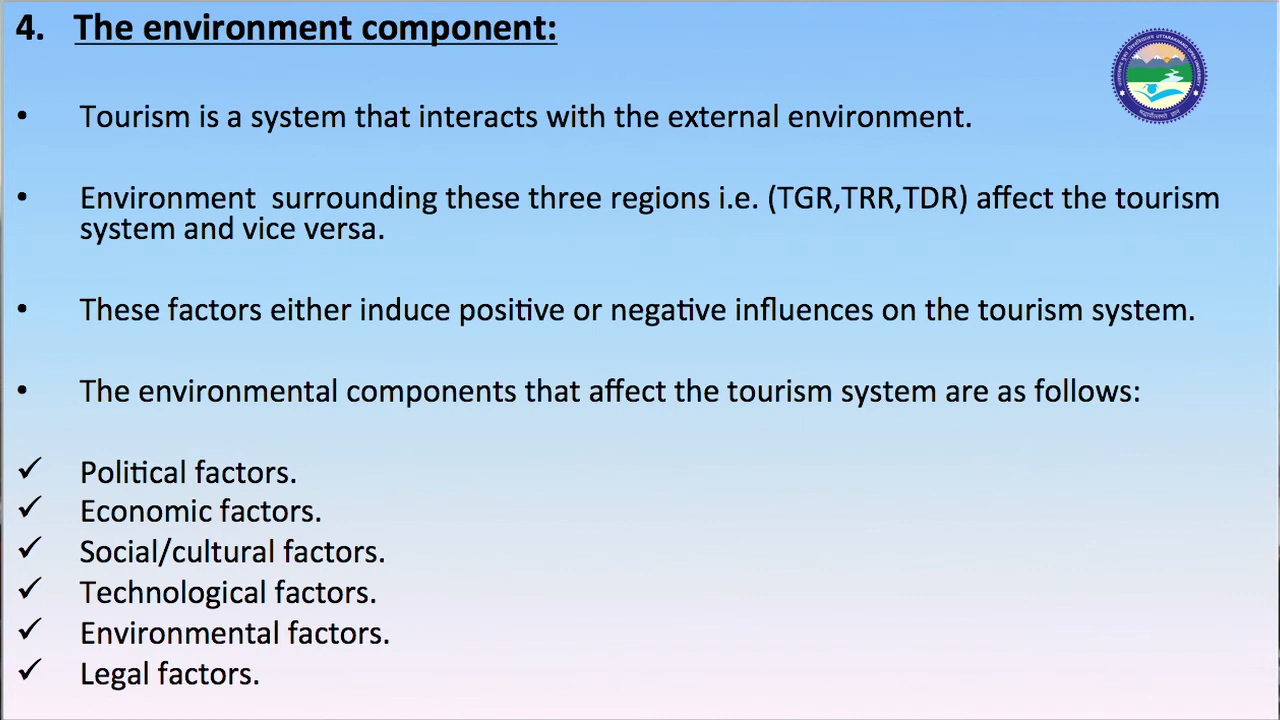 4. The environment component:
• Tourism is a system that interacts with the external environment.
• Environment surrounding these three regions i.e. (TGR,TRR,TDR) affect the tourism
system and vice versa.
• These factors either induce positive or negative influences on the tourism system.
• The environmental components that affect the tourism system are as follows:
✓ Political factors.
✓ Economic factors.
✓ Social/cultural factors.
✓ Technological factors.
✓ Environmental factors.
✓ Legal factors.